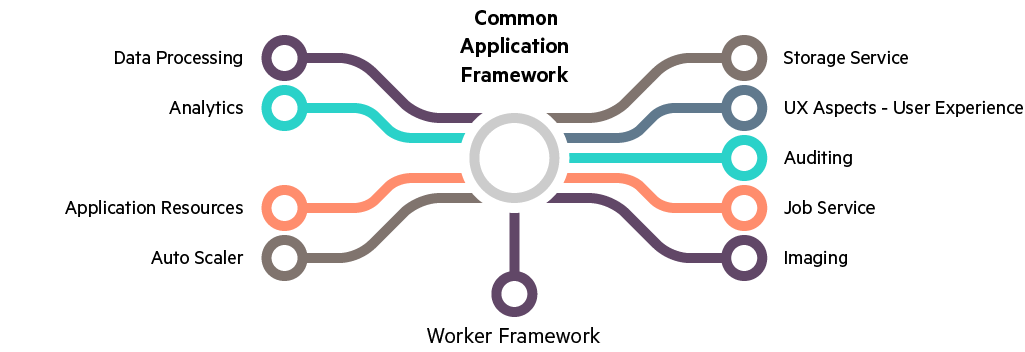 Common
Application
Framework
Data Processing
Storage Service
Analytics
UX Aspects - User Experience
Auditing
Application Resources
Job Service
Auto Scaler
Imaging
Worker Framework